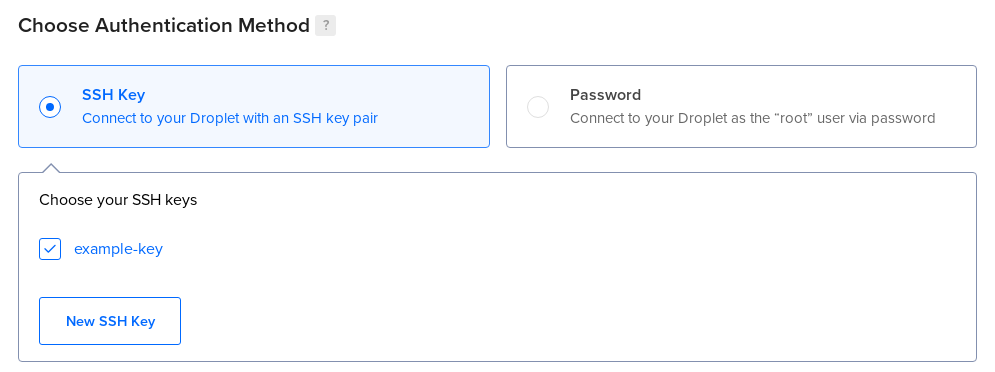 Choose Authentication Method ?
SSH Key
Connect to your Droplet with an SSH key pair
Password
Connect to your Droplet as the “root” user via password
Choose your SSH keys
example-key
New SSH Key